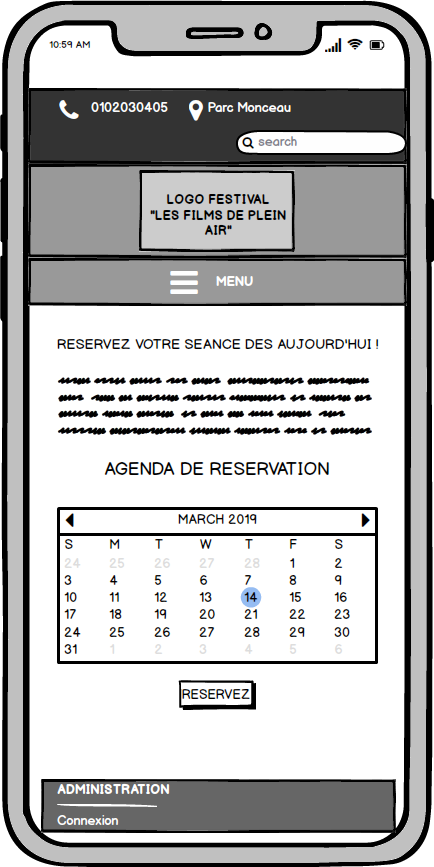 10:59 AM
0102030405 Parc Monceau
search
LOGO FESTIVAL
"LES FILMS DE PLEIN
AIR"
MENU
RESERVEZ VOTRE SEANCE DES AUJOURD'HUI !
AGENDA DE RESERVATION
MARCH 2019
S M T W T F S
24 25 26 27 28 1 2
3 4 5 6 7 8 9
10 11 12 13 14 15 16
17 18 19 20 21 22 23
24 25 26 27 28 29 30
31 1 2 3 4 5 6
RESERVEZ
ADMINISTRATION
Connexion